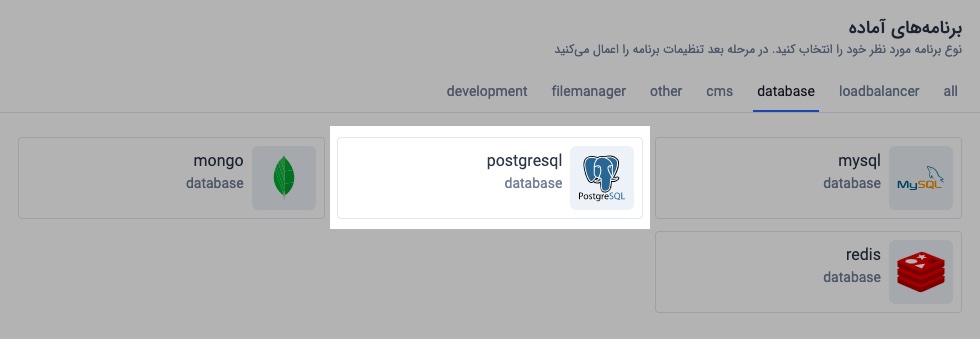 برنامه‌های آماده
نوع برنامه مورد نظر خود را انتخاب کنید. در مرحله بعد تنظیمات برنامه را اعمال می‌کنید
all
loadbalancer
database
cms
other
filemanager
development
mysql
database
MySQL
postgresql
database
PostgreSQL
mongo
database
redis
database